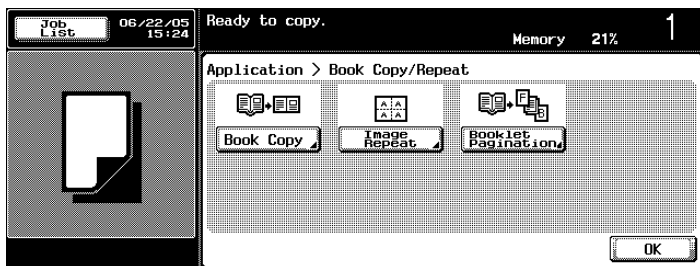 Job List 06/22/05 15:24
Ready to copy.
Memory 21% 1
Application > Book Copy/Repeat
A A
A A
F
B
Book Copy
Image Repeat
Booklet Pagination
OK